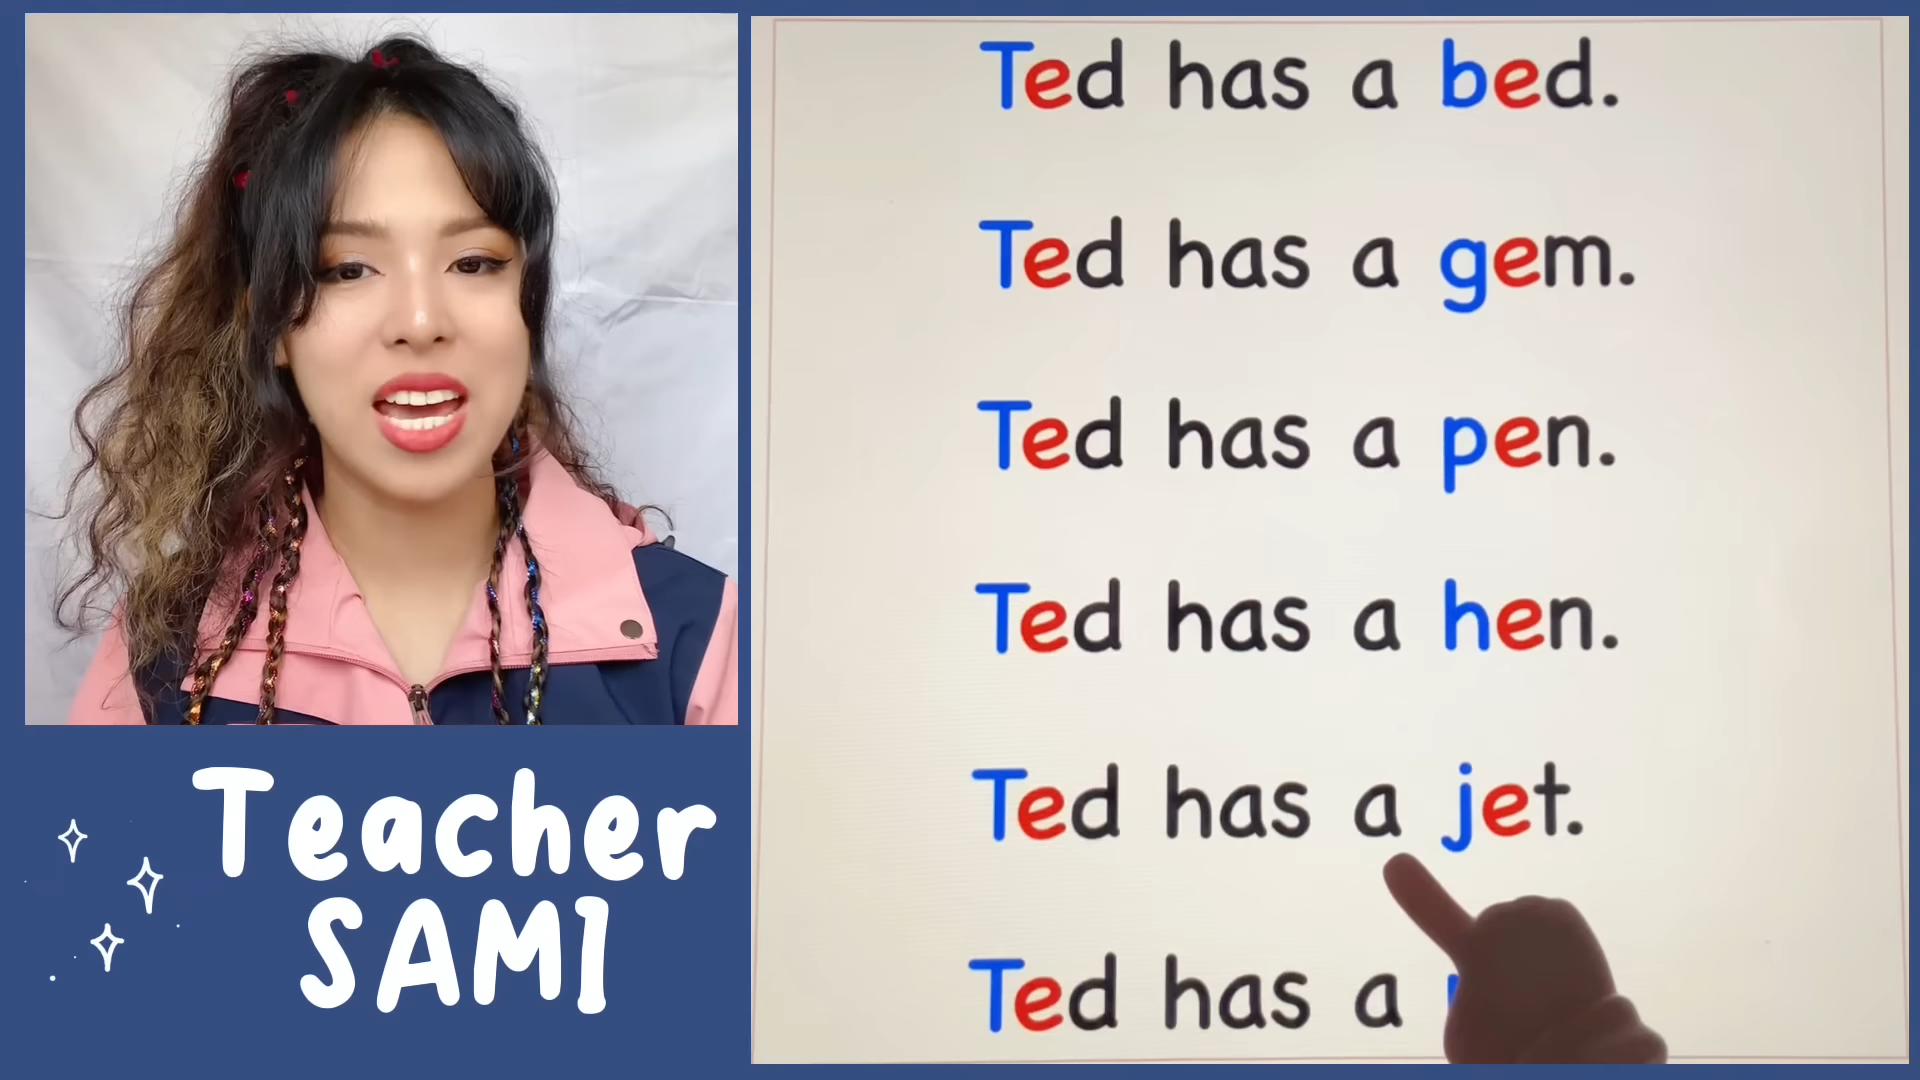 Ted has a bed.
Ted has a gem.
Ted has a pen.
Ted has a hen.
Ted has a jet.
Ted has a
Teacher
SAMI